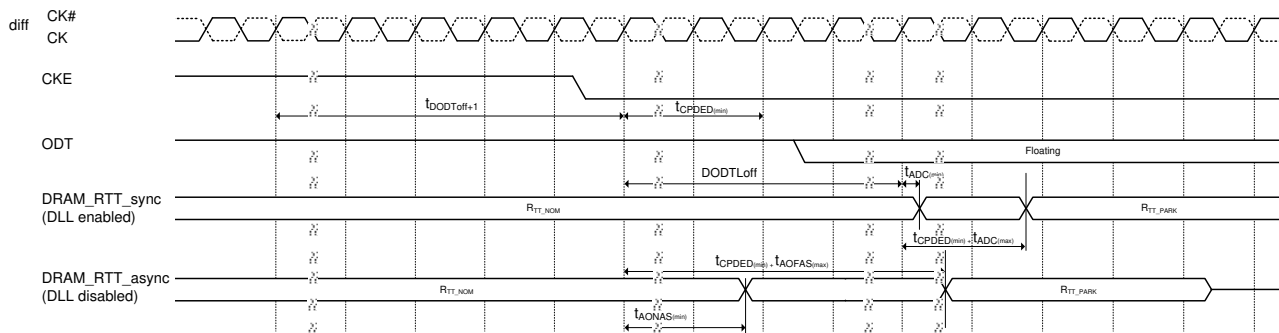 diff CK#
CK
CKE
tDODToff+1 tCPDED(min)
ODT
Floating
DODTLoff tADC(min)
DRAM_RTT_sync
(DLL enabled)
RTT_NOM RTT_PARK
tCPDED(min) + tADC(max)
tCPDED(min) + tAOFAS(max)
DRAM_RTT_async
(DLL disabled)
RTT_NOM RTT_PARK
tAONAS(min)